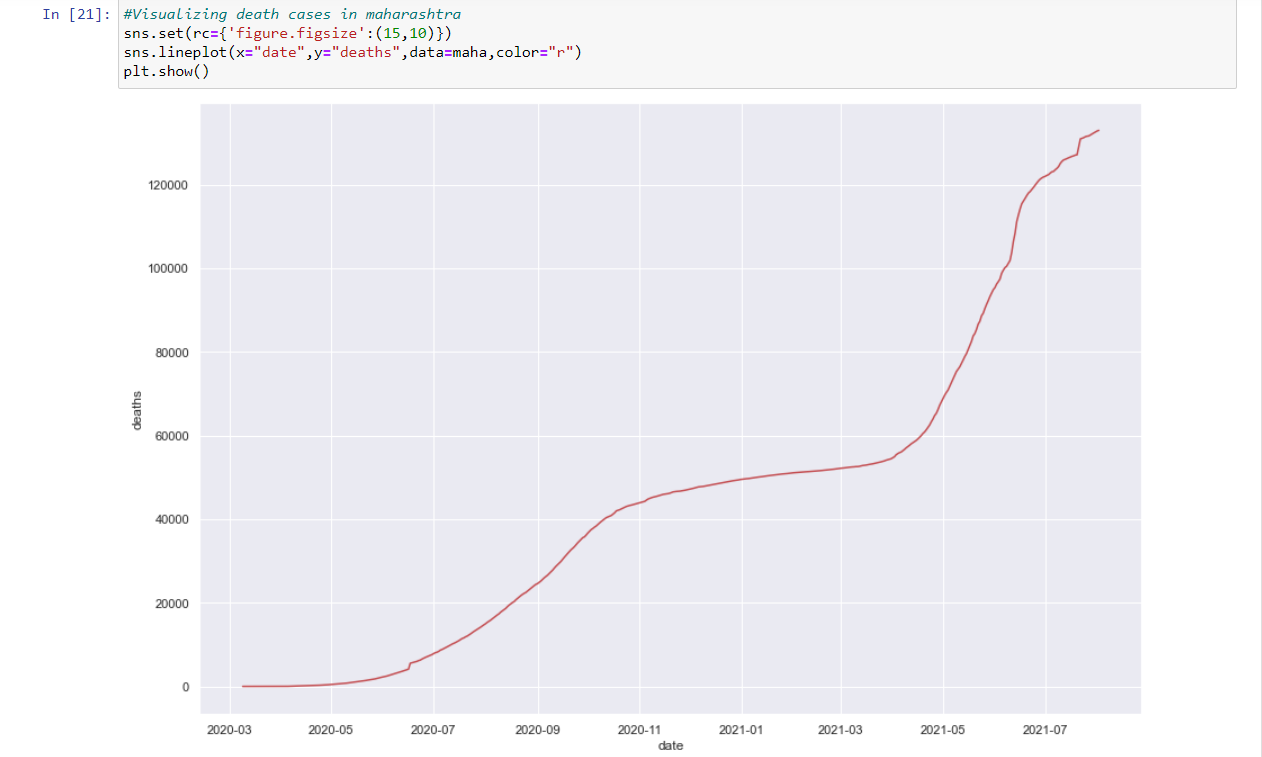 In [21]: #Visualizing death cases in maharashtra
sns.set(rc={'figure.figsize':(15,10)})
sns.lineplot(x="date",y="deaths",data=maha,color="r")
plt.show()
120000
100000
80000
deaths
60000
40000
20000
0
2020-03 2020-05 2020-07 2020-09 2020-11 2021-01 2021-03 2021-05 2021-07
date